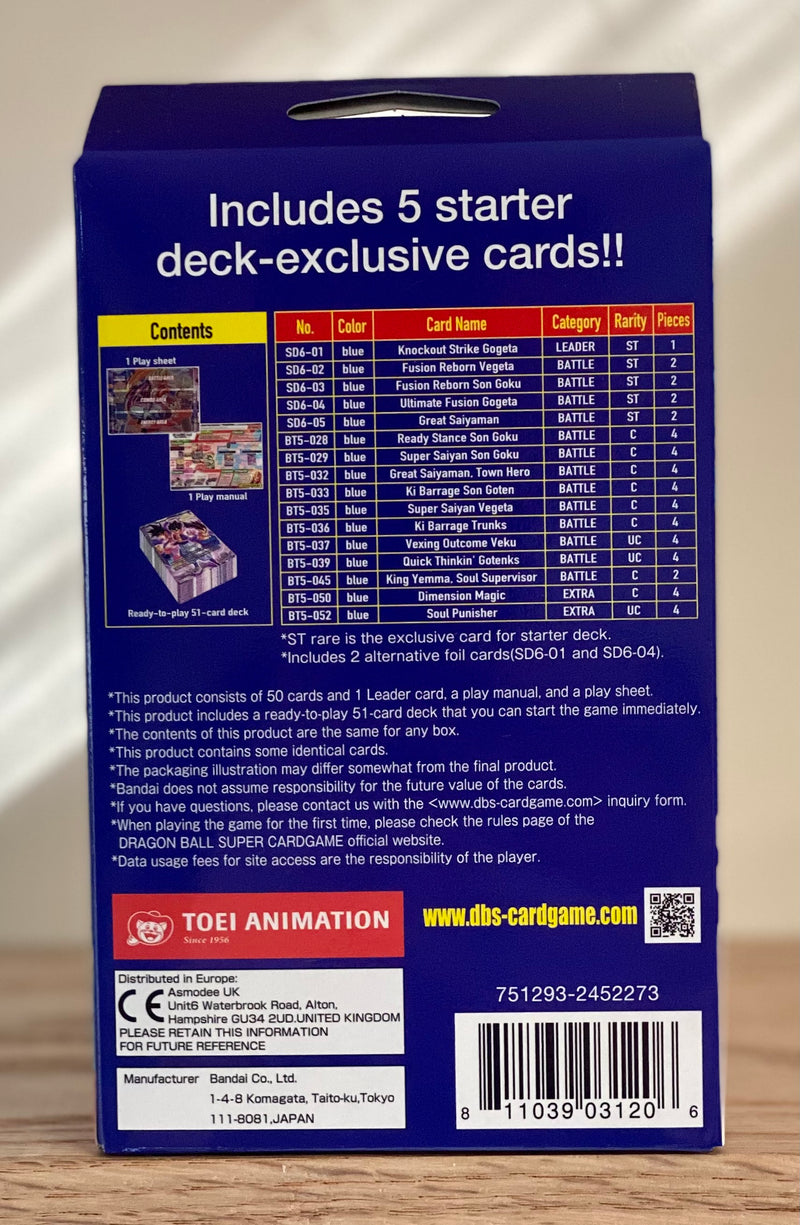 Includes 5 starter
deck-exclusive cards!!
Contents
1 Play sheet
BATTLE AREA
COMBO AREA
ENERGY AREA
1 Play manual
Ready-to-play 51-card deck
No. Color Card Name Category Rarity Pieces
SD6-01 blue Knockout Strike Gogeta LEADER ST 1
SD6-02 blue Fusion Reborn Vegeta BATTLE ST 2
SD6-03 blue Fusion Reborn Son Goku BATTLE ST 2
SD6-04 blue Ultimate Fusion Gogeta BATTLE ST 2
SD6-05 blue Great Saiyaman BATTLE ST 2
BT5-028 blue Ready Stance Son Goku BATTLE C 4
BT5-029 blue Super Saiyan Son Goku BATTLE C 4
BT5-032 blue Great Saiyaman, Town Hero BATTLE C 4
BT5-033 blue Ki Barrage Son Goten BATTLE C 4
BT5-035 blue Super Saiyan Vegeta BATTLE C 4
BT5-036 blue Ki Barrage Trunks BATTLE C 4
BT5-037 blue Vexing Outcome Veku BATTLE UC 4
BT5-039 blue Quick Thinkin' Gotenks BATTLE UC 4
BT5-045 blue King Yemma, Soul Supervisor BATTLE C 2
BT5-050 blue Dimension Magic EXTRA C 4
BT5-052 blue Soul Punisher EXTRA UC 4
*ST rare is the exclusive card for starter deck.
*Includes 2 alternative foil cards(SD6-01 and SD6-04).
*This product consists of 50 cards and 1 Leader card, a play manual, and a play sheet.
*This product includes a ready-to-play 51-card deck that you can start the game immediately.
*The contents of this product are the same for any box.
*This product contains some identical cards.
*The packaging illustration may differ somewhat from the final product.
*Bandai does not assume responsibility for the future value of the cards.
*If you have questions, please contact us with the <www.dbs-cardgame.com> inquiry form.
*When playing the game for the first time, please check the rules page of the
DRAGON BALL SUPER CARDGAME official website.
*Data usage fees for site access are the responsibility of the player.
TOEI ANIMATION
Since 1956
www.dbs-cardgame.com
Distributed in Europe:
CE Asmodee UK
Unit6 Waterbrook Road, Alton,
Hampshire GU34 2UD.UNITED KINGDOM
PLEASE RETAIN THIS INFORMATION
FOR FUTURE REFERENCE
751293-2452273
Manufacturer Bandai Co., Ltd.
1-4-8 Komagata, Taito-ku,Tokyo
111-8081,JAPAN
8 11039 03120 6